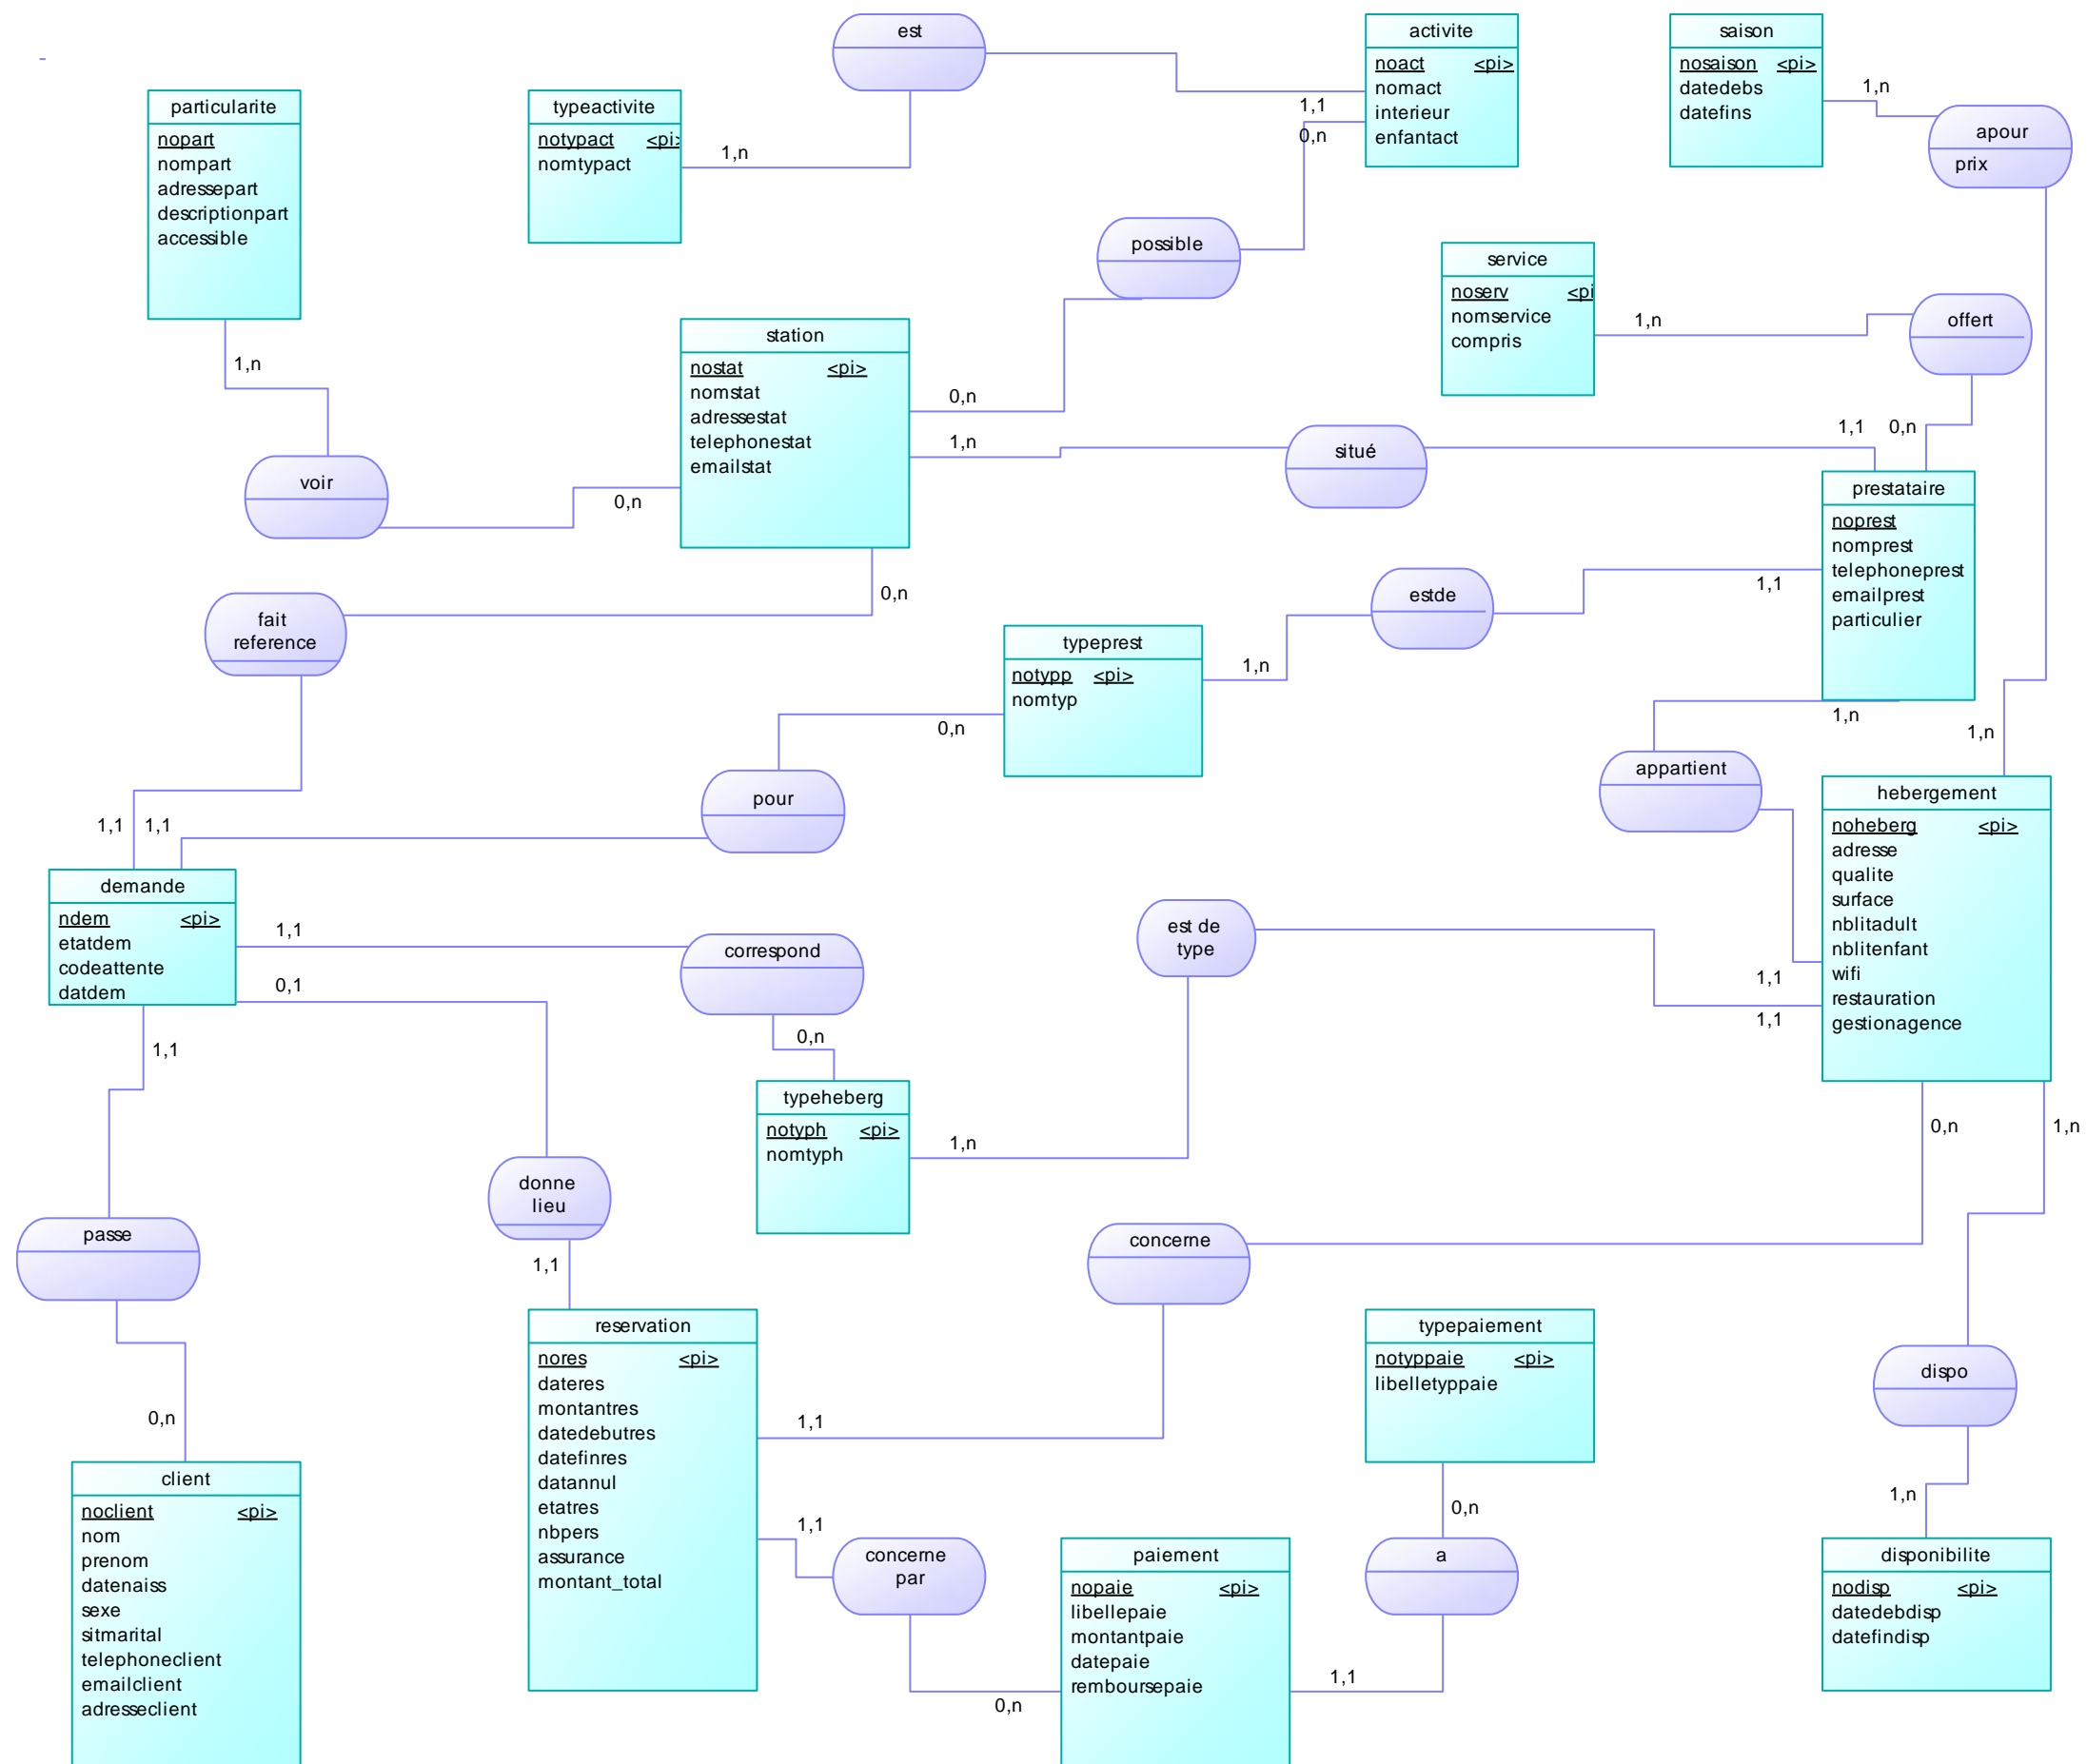 est
activite
noact <pi>
nomact
interieur
enfantact
saison
nosaison <pi>
datedebs
datefins
1,n
apour
prix
particularite
nopart
nompart
adressepart
descriptionpart
accessible
typeactivite
notypact <pi>
nomtypact
1,n
1,1
0,n
possible
service
noserv <pi
nomservice
compris
1,n
offert
1,n
station
nostat <pi>
nomstat
adressestat
telephonestat
emailstat
0,n
1,n
situé
1,1
0,n
voir
0,n
prestataire
noprest
nomprest
telephoneprest
emailprest
particulier
0,n
fait
reference
estde
1,1
typeprest
notypp <pi>
nomtyp
1,n
0,n
1,n
1,n
pour
appartient
1,1
1,1
hebergement
noheberg <pi>
adresse
qualite
surface
nblitadult
nblitenfant
wifi
restauration
gestionagence
demande
ndem <pi>
etatdem
codeattente
datdem
1,1
0,1
correspond
est de
type
1,1
1,1
0,n
1,1
typeheberg
notyph <pi>
nomtyph
1,n
0,n
1,n
donne
lieu
passe
concerne
1,1
reservation
nores <pi>
dateres
montantres
datedebutres
datefinres
datannul
etatres
nbpers
assurance
montant_total
1,1
typepaiement
notyppaie <pi>
libelletyppaie
dispo
0,n
client
noclient <pi>
nom
prenom
datenaiss
sexe
sitmarital
telephoneclient
emailclient
adresseclient
1,1
concerne
par
0,n
0,n
a
1,1
paiement
nopaie <pi>
libellepaie
montantpaie
datepaie
remboursepaie
1,n
disponibilite
nodisp <pi>
datedebdisp
datefindisp